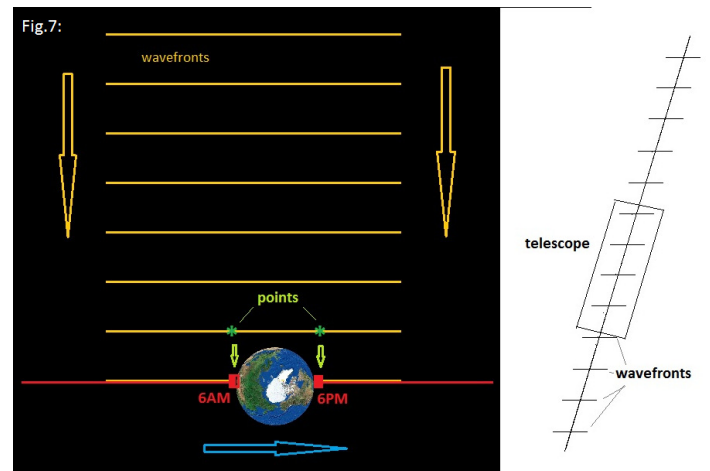 Fig.7:
wavefronts
points
6AM
6PM
telescope
wavefronts